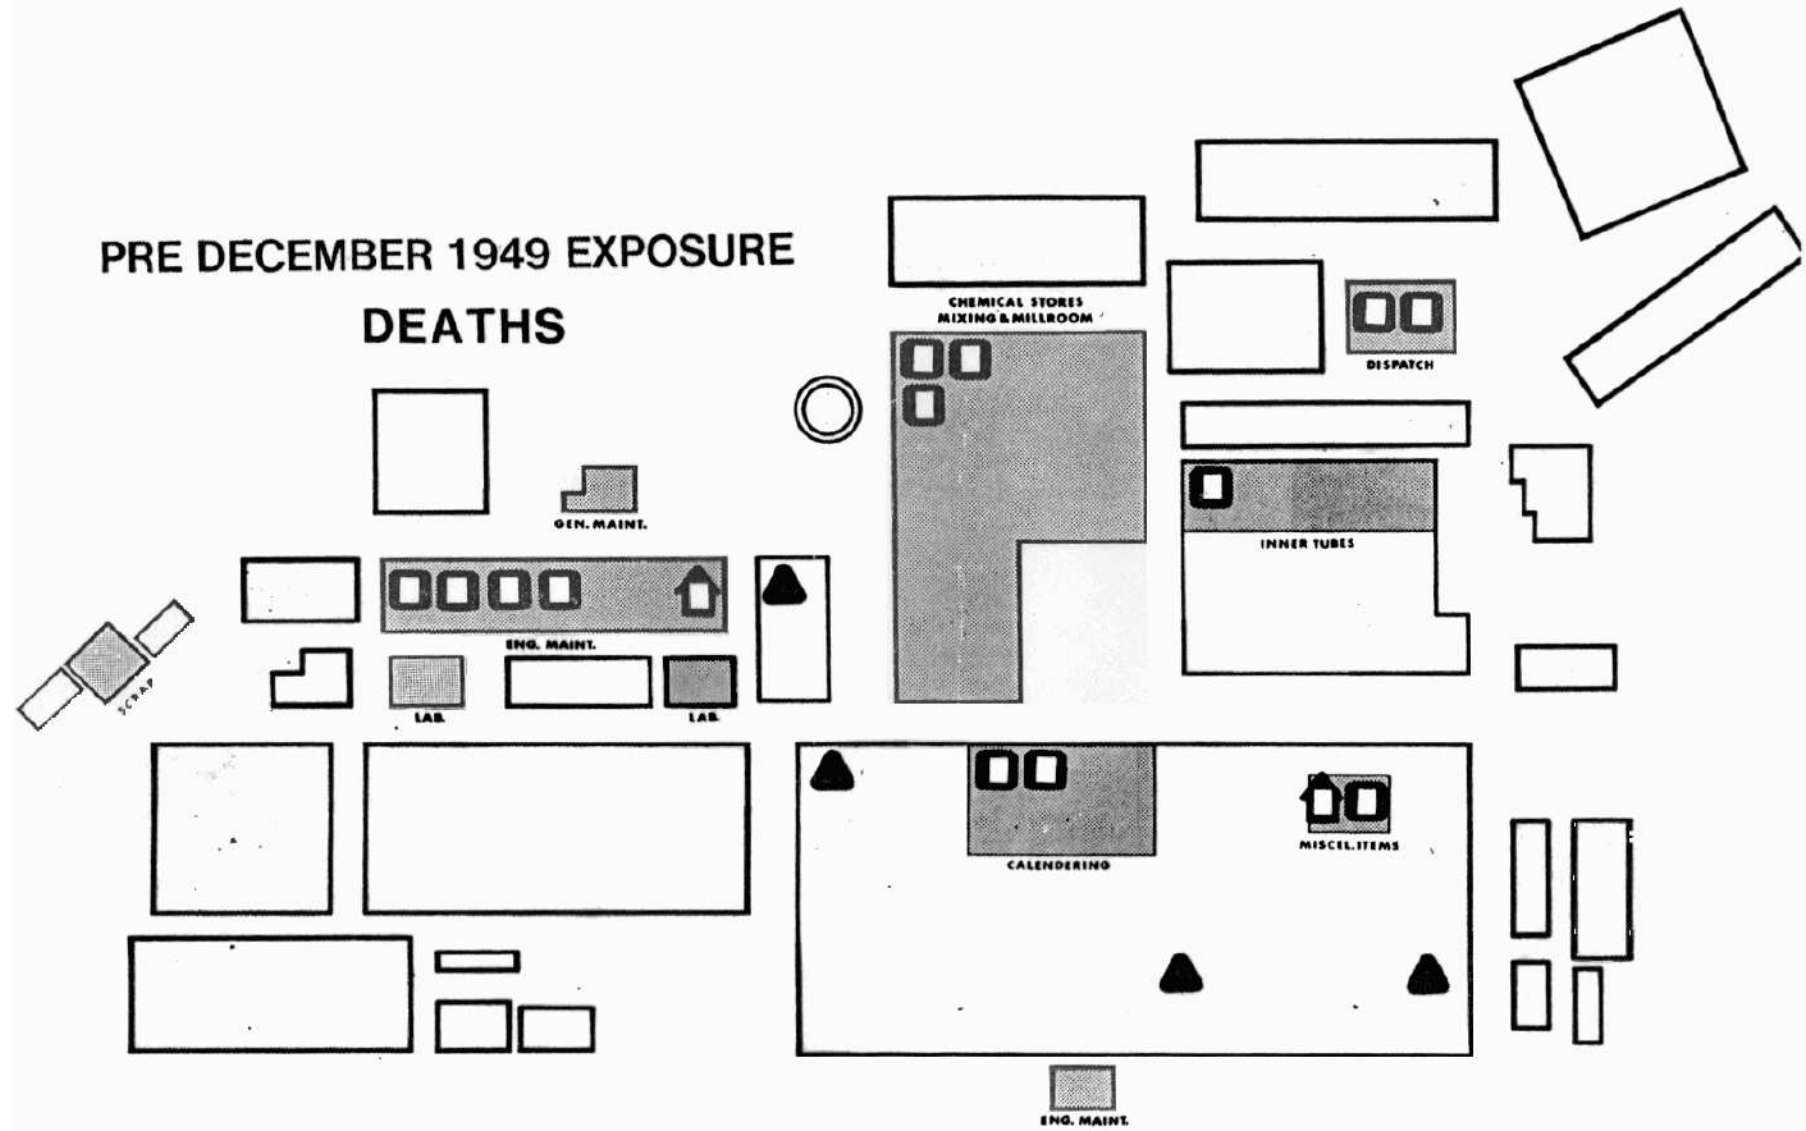 PRE DECEMBER 1949 EXPOSURE
DEATHS
CHEMICAL STORES
MIXING & MILLROOM
DISPATCH
GEN. MAINT.
INNER TUBES
ENG. MAINT.
SCRAP
LAB.
LAB.
CALENDERING
MISCEL. ITEMS
ENG. MAINT.